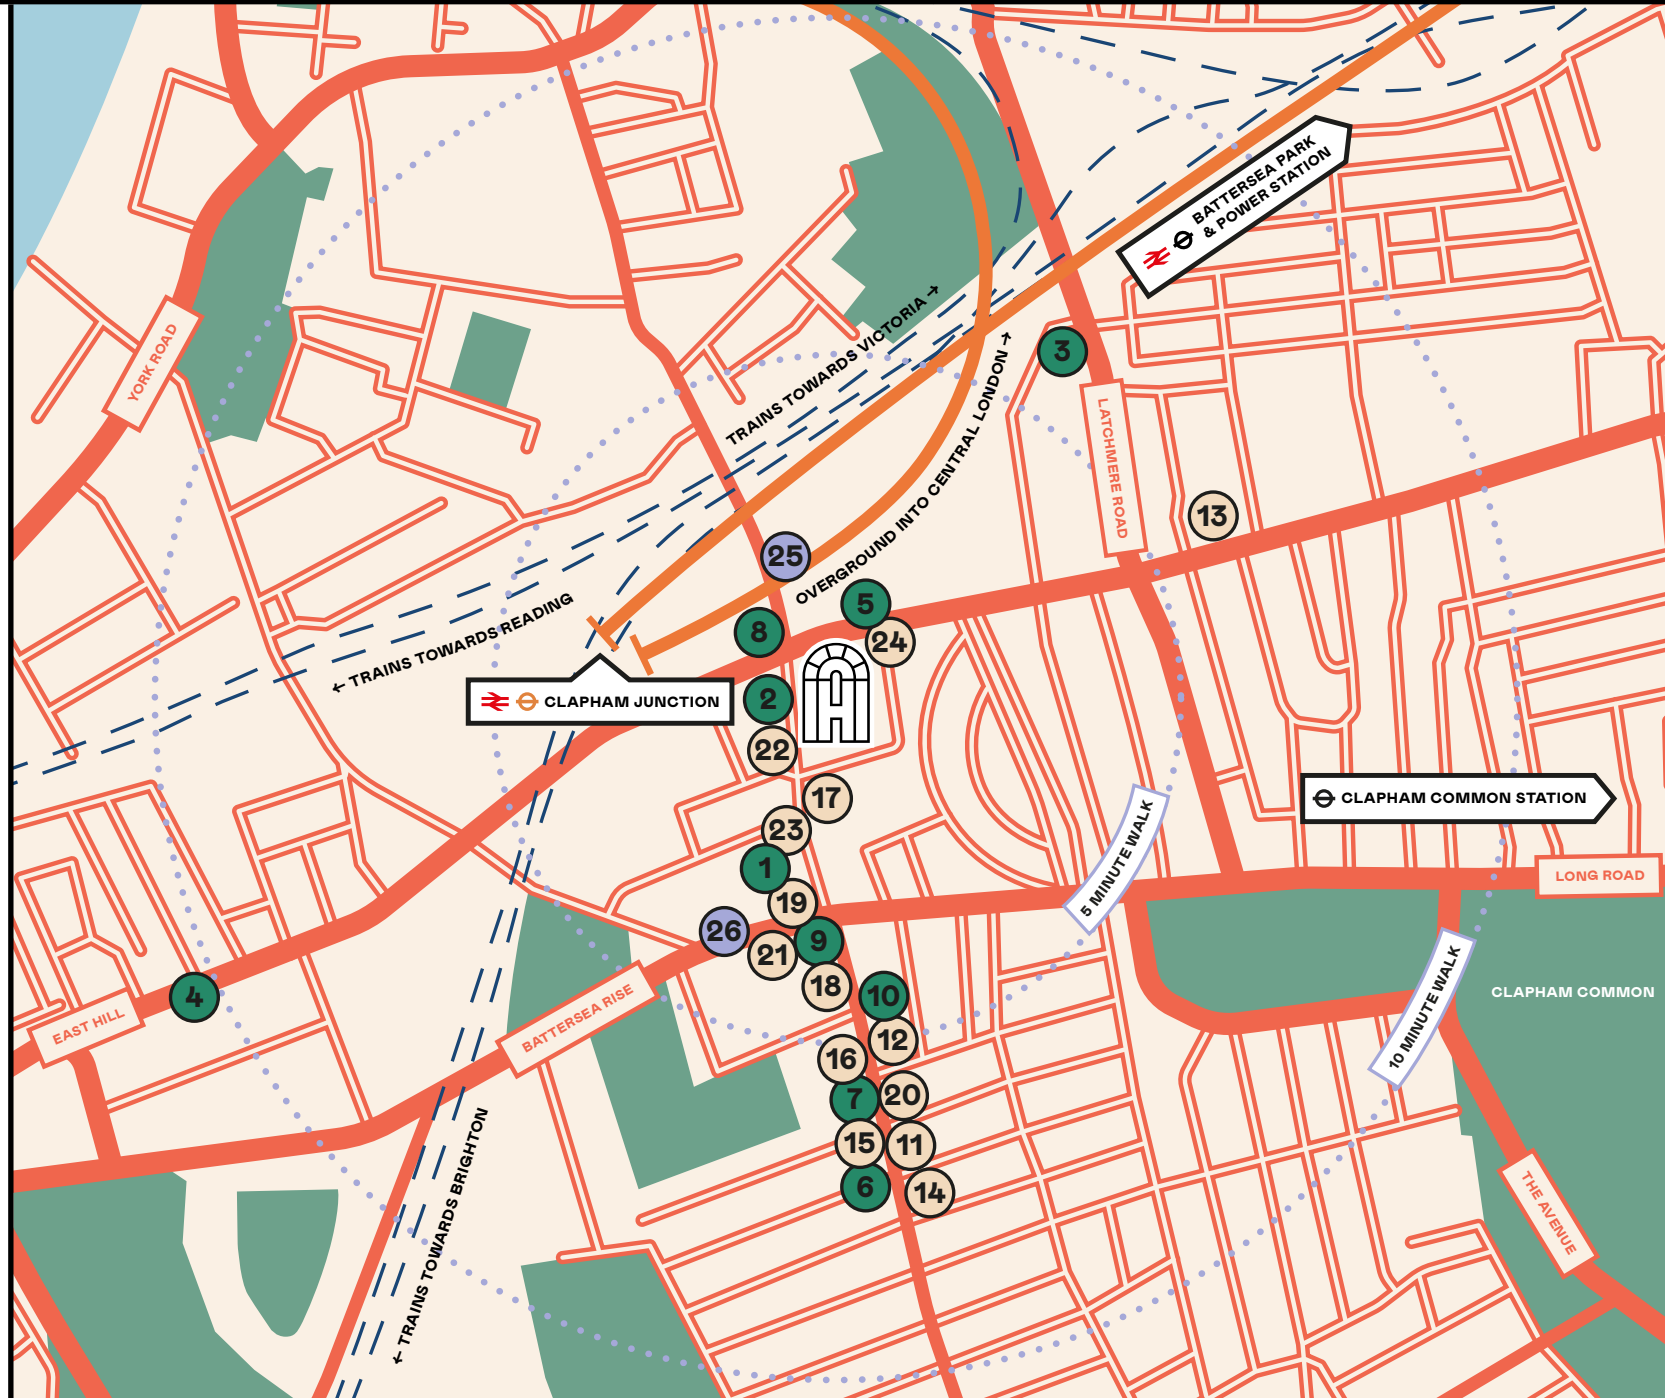 BATTERSEA PARK
& POWER STATION
YORK ROAD
TRAINS TOWARDS VICTORIA →
3
OVERGROUND INTO CENTRAL LONDON →
LATCHMERE ROAD
13
25
5
8
24
← TRAINS TOWARDS READING
CLAPHAM JUNCTION
2
22
17
CLAPHAM COMMON STATION
23
1
5 MINUTE WALK
LONG ROAD
19
26
9
21
18
4
10
CLAPHAM COMMON
EAST HILL
BATTERSEA RISE
10 MINUTE WALK
12
16
7
20
15
11
6
14
← TRAINS TOWARDS BRIGHTON
THE AVENUE